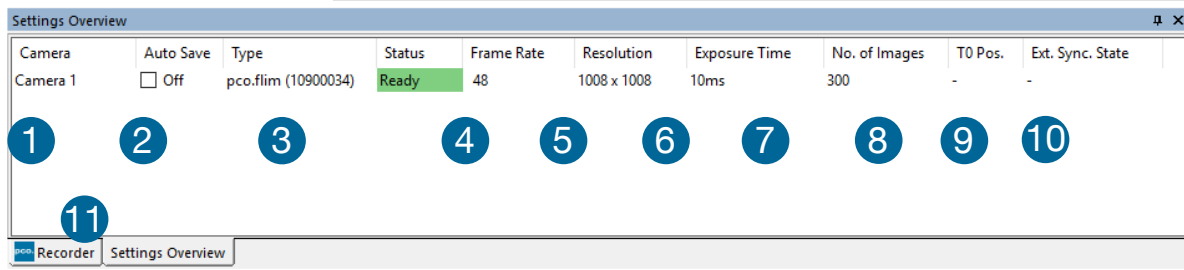 Settings Overview
Camera Auto Save Type Status Frame Rate Resolution Exposure Time No. of Images T0 Pos. Ext. Sync. State
Camera 1 Off pco.flim (10900034) Ready 48 1008 x 1008 10ms 300 - -
1 2 3 4 5 6 7 8 9 10
11
pco. Recorder Settings Overview